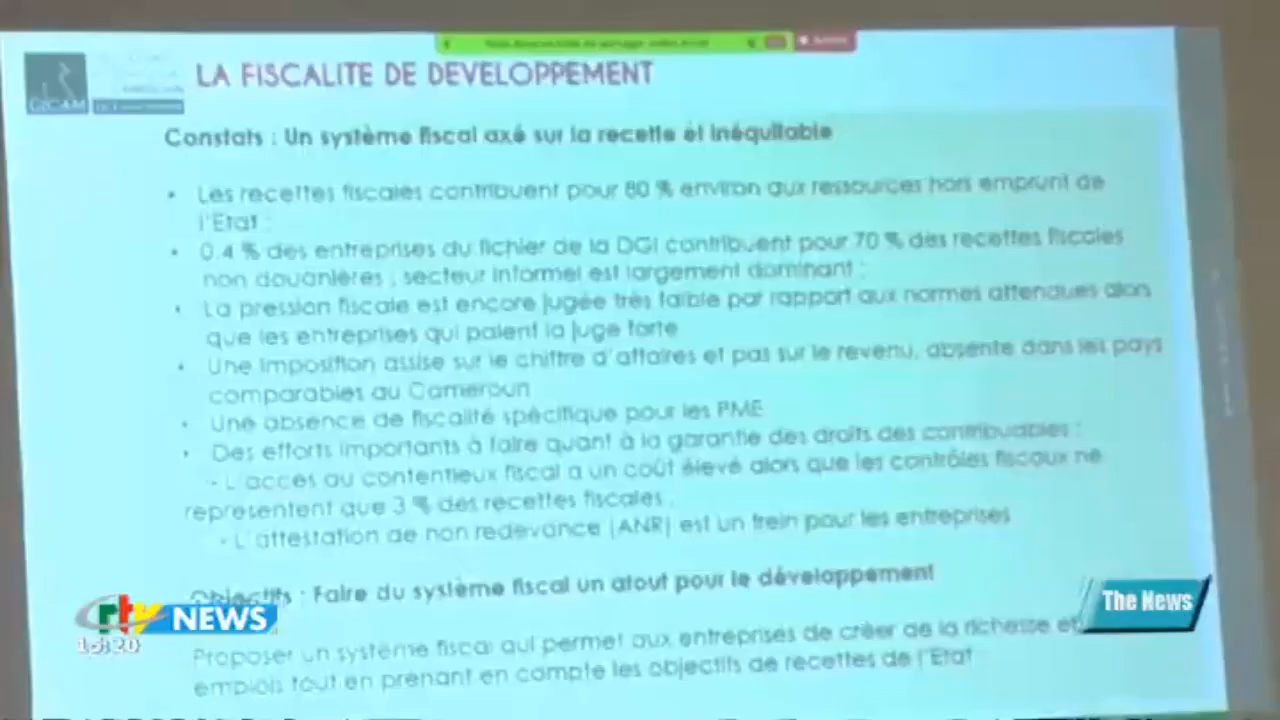 GICAM
LA FISCALITE DE DEVELOPPEMENT
Constats : Un système fiscal axé sur la recette et inéquitable
• Les recettes fiscales contribuent pour 80 % environ aux ressources hors emprunt de
l'Etat ;
• 0.4 % des entreprises du fichier de la DGI contribuent pour 70 % des recettes fiscales
non douanières ; secteur informel est largement dominant ;
• La pression fiscale est encore jugée très faible par rapport aux normes attendues alors
que les entreprises qui paient la juge forte
• Une imposition assise sur le chiffre d'affaires et pas sur le revenu, absente dans les pays
comparables au Cameroun
• Une absence de fiscalité spécifique pour les PME
• Des efforts importants à faire quant à la garantie des droits des contribuables :
- L'accès au contentieux fiscal a un coût élevé alors que les contrôles fiscaux ne
représentent que 3 % des recettes fiscales ;
- L'attestation de non redevance (ANR) est un frein pour les entreprises
Objectifs : Faire du système fiscal un atout pour le développement
Proposer un système fiscal qui permet aux entreprises de créer de la richesse et
emplois tout en prenant en compte les objectifs de recettes de l'Etat
rtv NEWS
15:20
The News